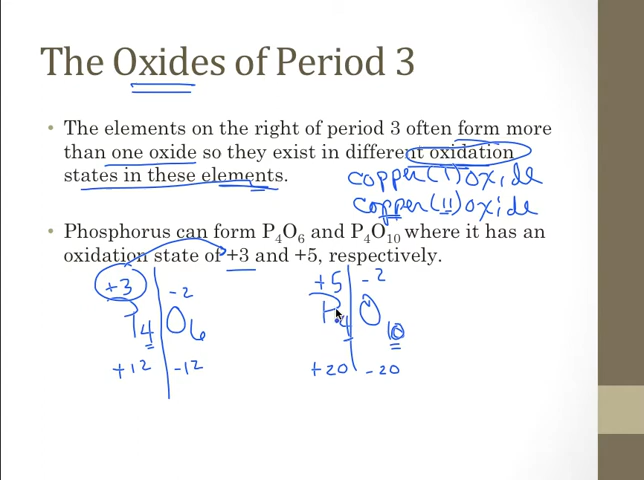 The Oxides of Period 3
• The elements on the right of period 3 often form more
than one oxide so they exist in different oxidation
states in these elements.
copper(I)oxide
copper(II)oxide
• Phosphorus can form P₄O₆ and P₄O₁₀ where it has an
oxidation state of +3 and +5, respectively.
+3 -2
P₄ O₆
+12 -12
+5 -2
P₄ O₁₀
+20 -20